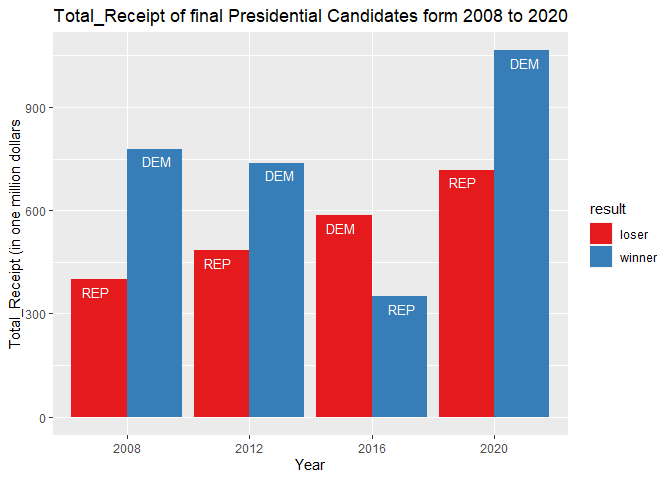 Total_Receipt of final Presidential Candidates form 2008 to 2020
Total_Receipt (in one million dollars
900
600
300
0
REP
DEM
REP
DEM
DEM
REP
REP
DEM
2008
2012
2016
2020
Year
result
loser
winner